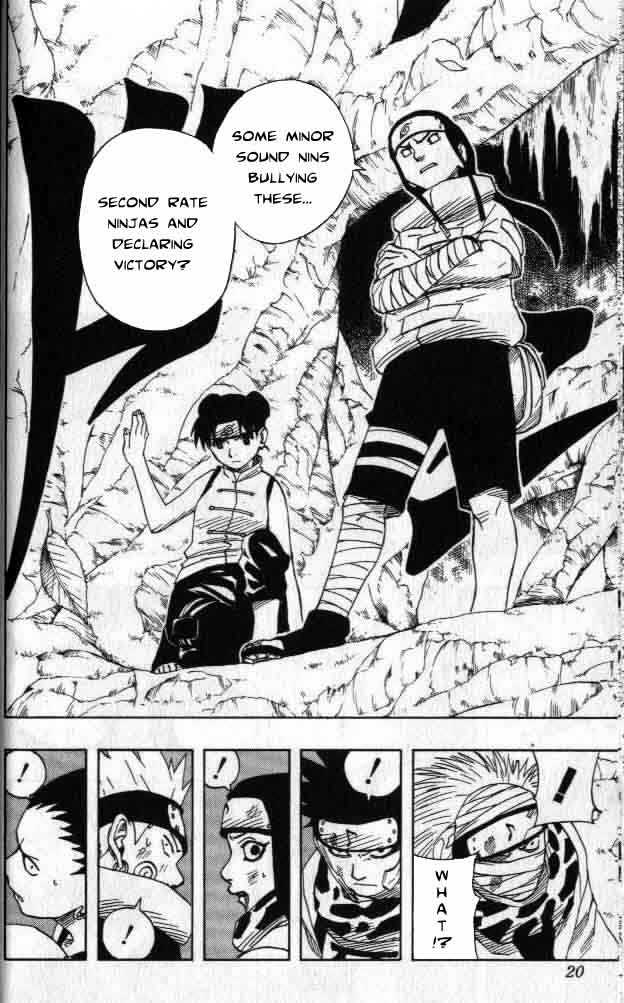 SOME MINOR
SOUND NINS
BULLYING
THESE...
SECOND RATE
NINJAS AND
DECLARING
VICTORY?
!
WHAT
!?
!
!
!
!
20